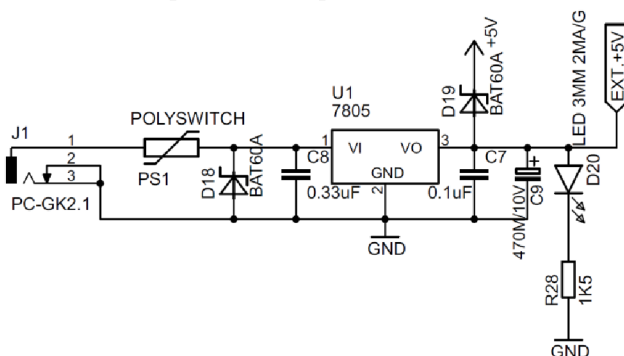 +5V
LED 3MM 2MA/G
EXT.+5V
U1
7805
D19
BAT60A
POLYSWITCH
J1
1
2
3
PC-GK2.1
PS1
D18
BAT60A
1
VI
VO
3
GND
2
C8
0.33uF
C7
0.1uF
+
C9
470M/10V
D20
GND
R28
1K5
GND